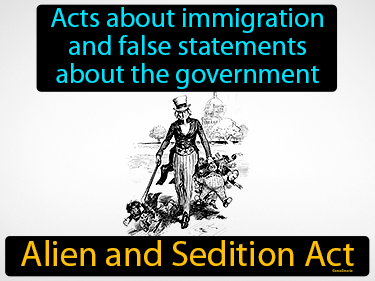 Acts about immigration
and false statements
about the government
Alien and Sedition Act